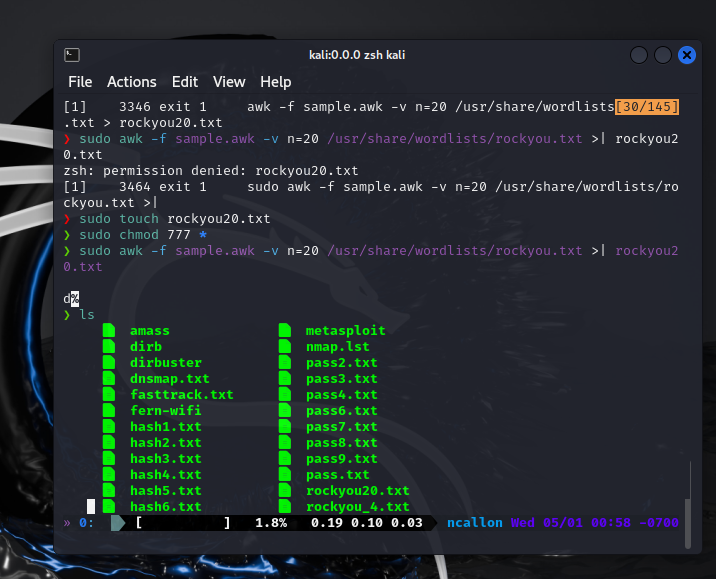 kali:0.0.0 zsh kali
File Actions Edit View Help
[1]    3346 exit 1     awk -f sample.awk -v n=20 /usr/share/wordlists[30/145]
.txt > rockyou20.txt
❯ sudo awk -f sample.awk -v n=20 /usr/share/wordlists/rockyou.txt >| rockyou2
0.txt
zsh: permission denied: rockyou20.txt
[1]    3464 exit 1     sudo awk -f sample.awk -v n=20 /usr/share/wordlists/ro
ckyou.txt >|
❯ sudo touch rockyou20.txt
❯ sudo chmod 777 *
❯ sudo awk -f sample.awk -v n=20 /usr/share/wordlists/rockyou.txt >| rockyou2
0.txt
d%
❯ ls
amass metasploit
dirb nmap.lst
dirbuster pass2.txt
dnsmap.txt pass3.txt
fasttrack.txt pass4.txt
fern-wifi pass6.txt
hash1.txt pass7.txt
hash2.txt pass8.txt
hash3.txt pass9.txt
hash4.txt pass.txt
hash5.txt rockyou20.txt
hash6.txt rockyou_4.txt
» 0: [ ] 1.8% 0.19 0.10 0.03 ncallon Wed 05/01 00:58 -0700